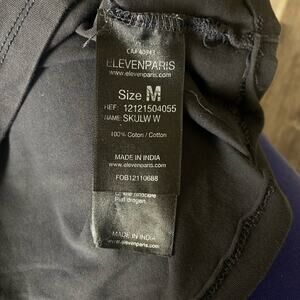 ELEVENPARIS
www.elevenparis.com
Size M
REF: 12121504055
NAME: SKULW W
100% Coton / Cotton
MADE IN INDIA
www.elevenparis.com
FOB12110688
MADE IN INDIA
www.elevenparis.com